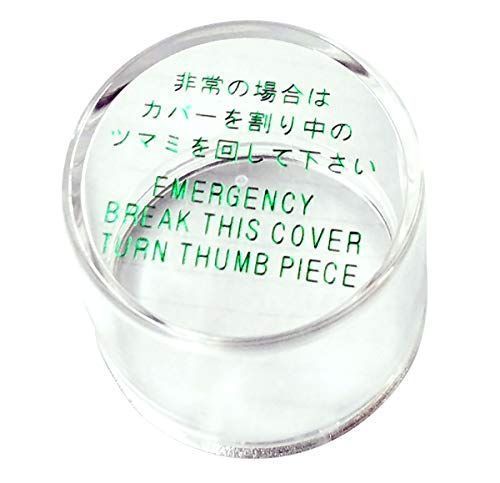 非常の場合は
カバーを割り中の
ツマミを回して下さい
EMERGENCY
BREAK THIS COVER
TURN THUMB PIECE